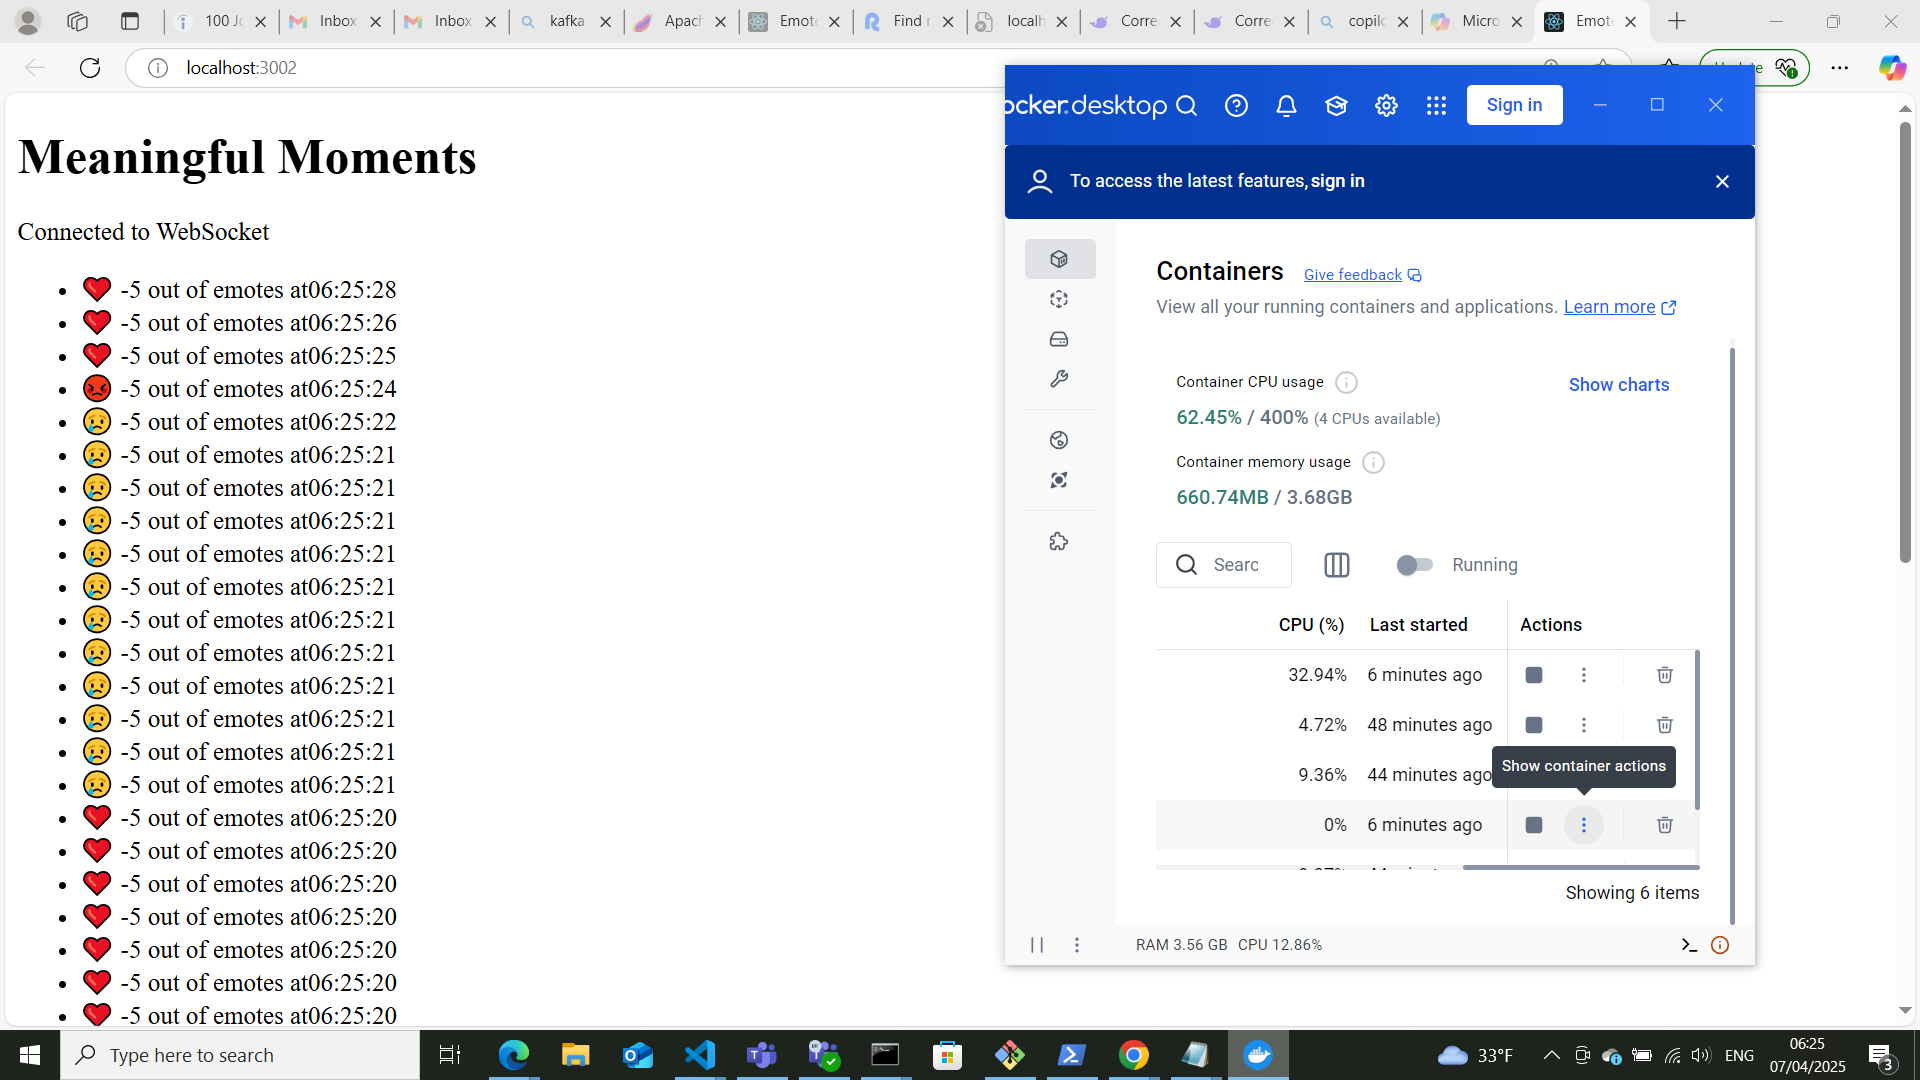 100 Jo
Inbox
Inbox
kafka
Apach
Emote
Find r
localh
Corre
Corre
copilo
Micro
Emote
localhost:3002
Meaningful Moments
Connected to WebSocket
❤️ -5 out of emotes at06:25:28
❤️ -5 out of emotes at06:25:26
❤️ -5 out of emotes at06:25:25
😡 -5 out of emotes at06:25:24
😢 -5 out of emotes at06:25:22
😢 -5 out of emotes at06:25:21
😢 -5 out of emotes at06:25:21
😢 -5 out of emotes at06:25:21
😢 -5 out of emotes at06:25:21
😢 -5 out of emotes at06:25:21
😢 -5 out of emotes at06:25:21
😢 -5 out of emotes at06:25:21
😢 -5 out of emotes at06:25:21
😢 -5 out of emotes at06:25:21
😢 -5 out of emotes at06:25:21
😢 -5 out of emotes at06:25:21
❤️ -5 out of emotes at06:25:20
❤️ -5 out of emotes at06:25:20
❤️ -5 out of emotes at06:25:20
❤️ -5 out of emotes at06:25:20
❤️ -5 out of emotes at06:25:20
❤️ -5 out of emotes at06:25:20
❤️ -5 out of emotes at06:25:20
ocker.desktop
Sign in
To access the latest features, sign in
Containers Give feedback
View all your running containers and applications. Learn more
Container CPU usage
Show charts
62.45% / 400% (4 CPUs available)
Container memory usage
660.74MB / 3.68GB
Searc
Running
CPU (%) Last started Actions
32.94% 6 minutes ago
4.72% 48 minutes ago
Show container actions
9.36% 44 minutes ago
0% 6 minutes ago
Showing 6 items
RAM 3.56 GB CPU 12.86%
Type here to search
33°F
ENG
06:25
07/04/2025
3